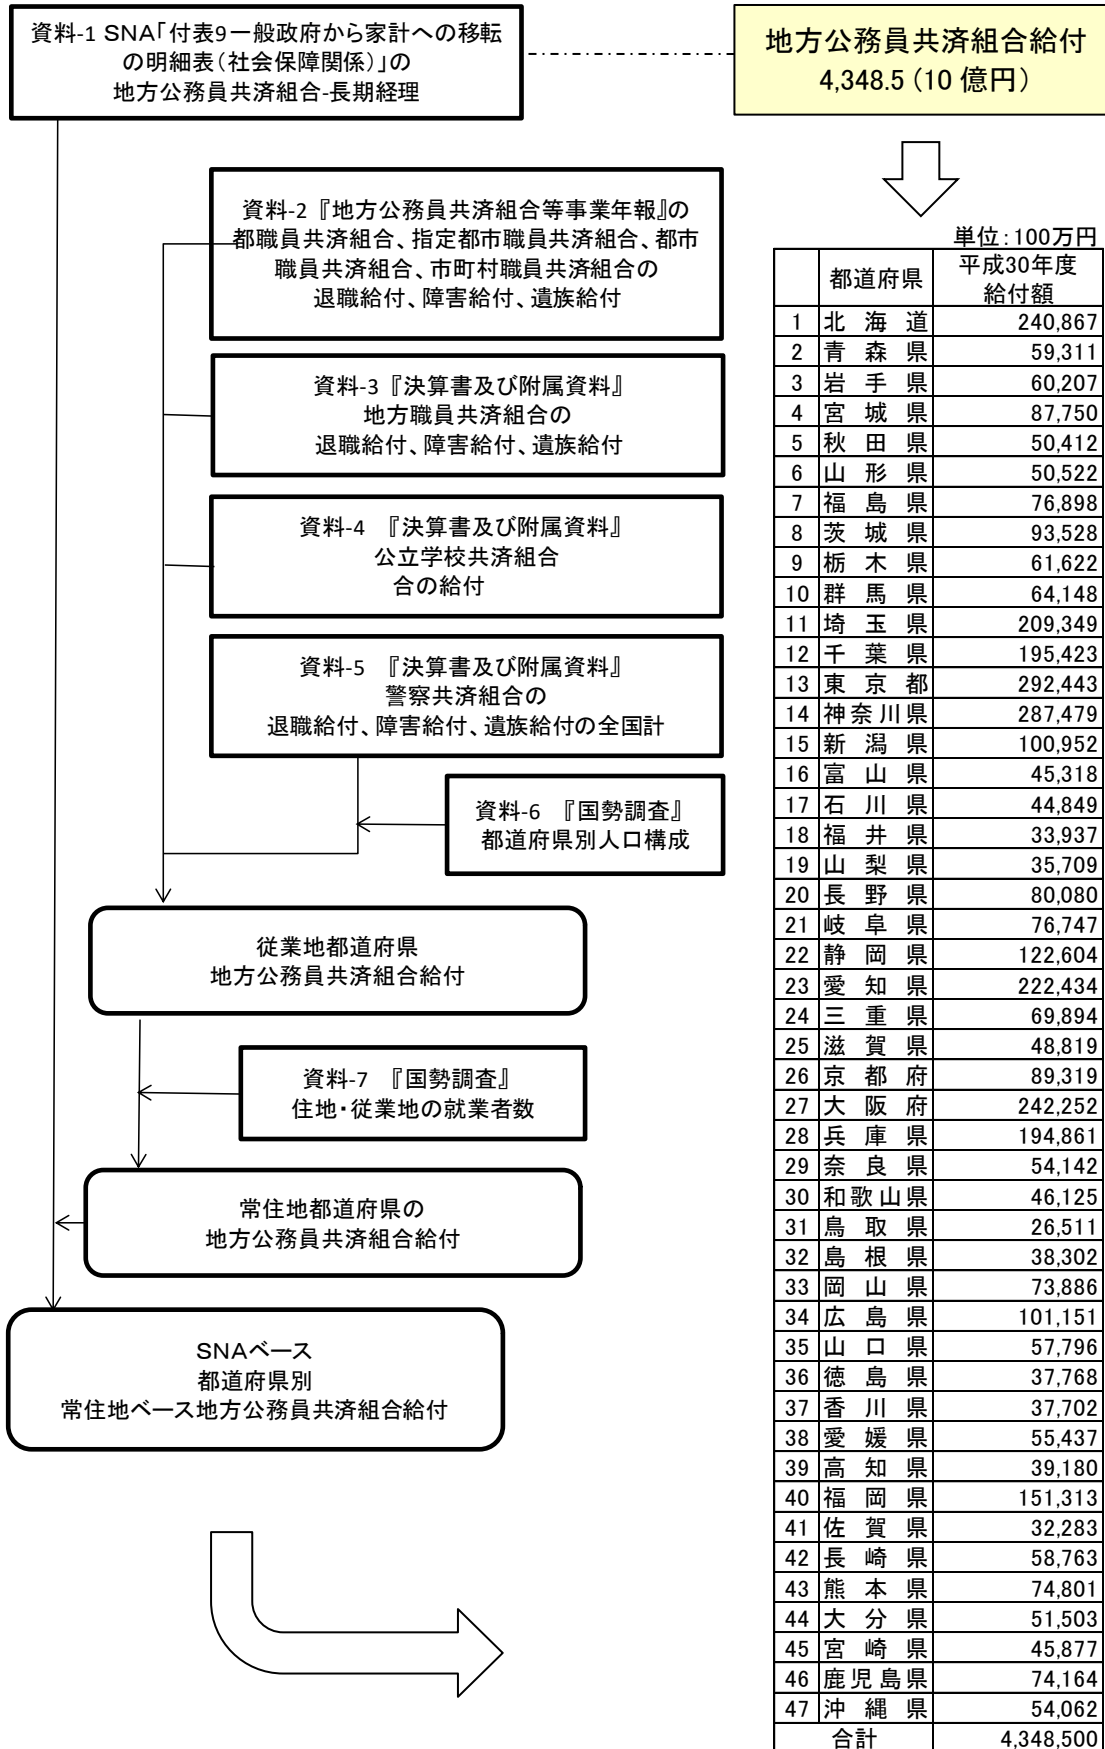 資料-1 SNA「付表9一般政府から家計への移転
の明細表(社会保障関係)」の
地方公務員共済組合-長期経理
地方公務員共済組合給付
4,348.5 (10 億円)
資料-2 『地方公務員共済組合等事業年報』の
都職員共済組合、指定都市職員共済組合、都市
職員共済組合、市町村職員共済組合の
退職給付、障害給付、遺族給付
資料-3 『決算書及び附属資料』
地方職員共済組合の
退職給付、障害給付、遺族給付
資料-4 『決算書及び附属資料』
公立学校共済組合
合の給付
資料-5 『決算書及び附属資料』
警察共済組合の
退職給付、障害給付、遺族給付の全国計
資料-6 『国勢調査』
都道府県別人口構成
従業地都道府県
地方公務員共済組合給付
資料-7 『国勢調査』
住地・従業地の就業者数
常住地都道府県の
地方公務員共済組合給付
SNAベース
都道府県別
常住地ベース地方公務員共済組合給付
単位:100万円
都道府県 平成30年度
給付額
1 北海道 240,867
2 青森県 59,311
3 岩手県 60,207
4 宮城県 87,750
5 秋田県 50,412
6 山形県 50,522
7 福島県 76,898
8 茨城県 93,528
9 栃木県 61,622
10 群馬県 64,148
11 埼玉県 209,349
12 千葉県 195,423
13 東京都 292,443
14 神奈川県 287,479
15 新潟県 100,952
16 富山県 45,318
17 石川県 44,849
18 福井県 33,937
19 山梨県 35,709
20 長野県 80,080
21 岐阜県 76,747
22 静岡県 122,604
23 愛知県 222,434
24 三重県 69,894
25 滋賀県 48,819
26 京都府 89,319
27 大阪府 242,252
28 兵庫県 194,861
29 奈良県 54,142
30 和歌山県 46,125
31 鳥取県 26,511
32 島根県 38,302
33 岡山県 73,886
34 広島県 101,151
35 山口県 57,796
36 徳島県 37,768
37 香川県 37,702
38 愛媛県 55,437
39 高知県 39,180
40 福岡県 151,313
41 佐賀県 32,283
42 長崎県 58,763
43 熊本県 74,801
44 大分県 51,503
45 宮崎県 45,877
46 鹿児島県 74,164
47 沖縄県 54,062
合計 4,348,500